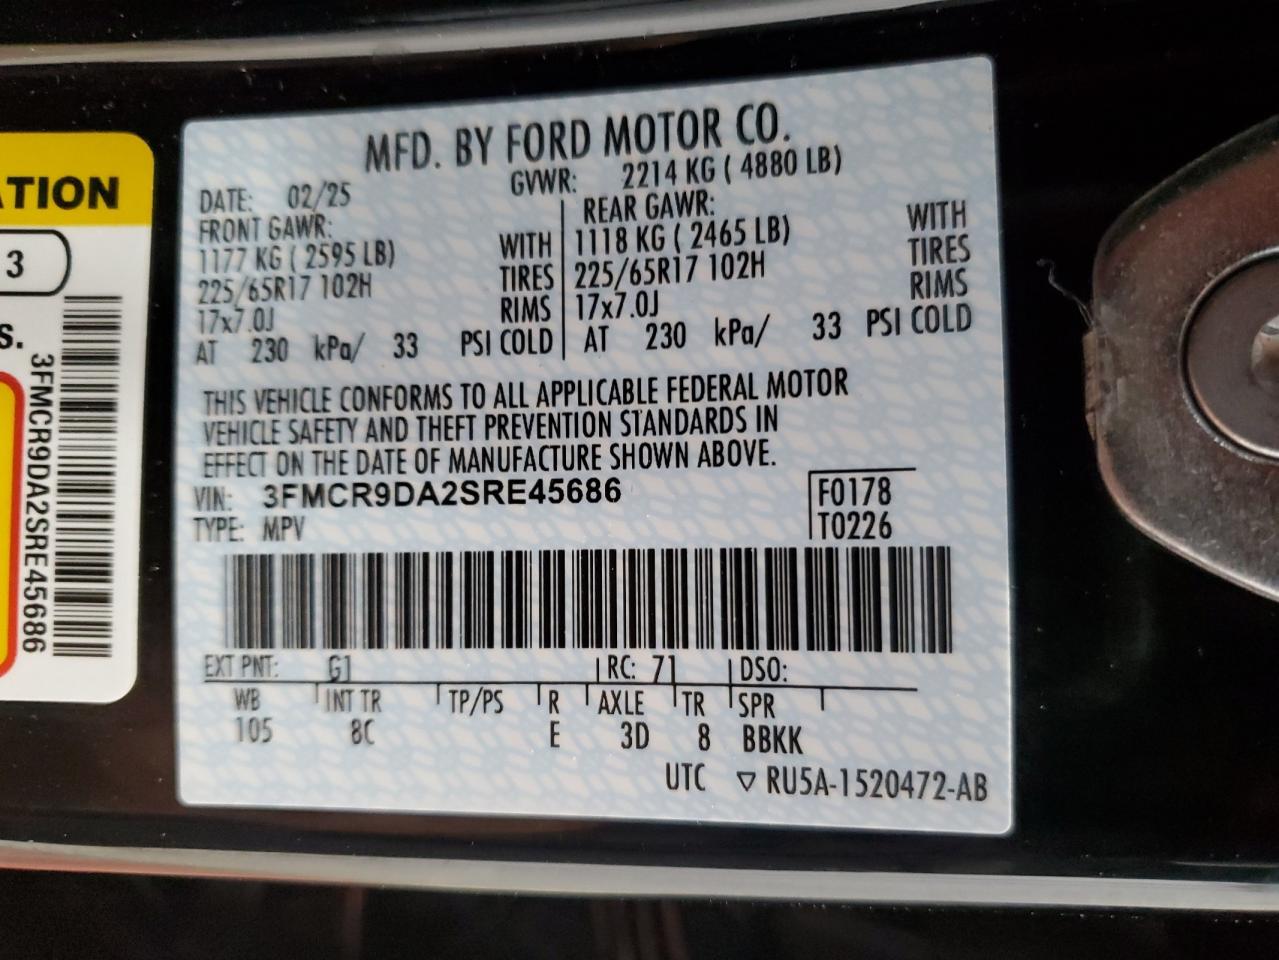 ATION
3
S.
3FMCR9DA2SRE45686
MFD. BY FORD MOTOR CO.
DATE: 02/25 GVWR: 2214 KG ( 4880 LB)
FRONT GAWR: REAR GAWR:
1177 KG ( 2595 LB) WITH 1118 KG ( 2465 LB) WITH
225/65R17 102H TIRES 225/65R17 102H TIRES
17x7.0J RIMS 17x7.0J RIMS
AT 230 kPa/ 33 PSI COLD AT 230 kPa/ 33 PSI COLD
THIS VEHICLE CONFORMS TO ALL APPLICABLE FEDERAL MOTOR
VEHICLE SAFETY AND THEFT PREVENTION STANDARDS IN
EFFECT ON THE DATE OF MANUFACTURE SHOWN ABOVE.
VIN: 3FMCR9DA2SRE45686 F0178
TYPE: MPV T0226
EXT PNT: G1 RC: 71 DSO:
WB INT TR TP/PS R AXLE TR SPR
105 8C E 3D 8 BBKK
UTC ▽ RU5A-1520472-AB